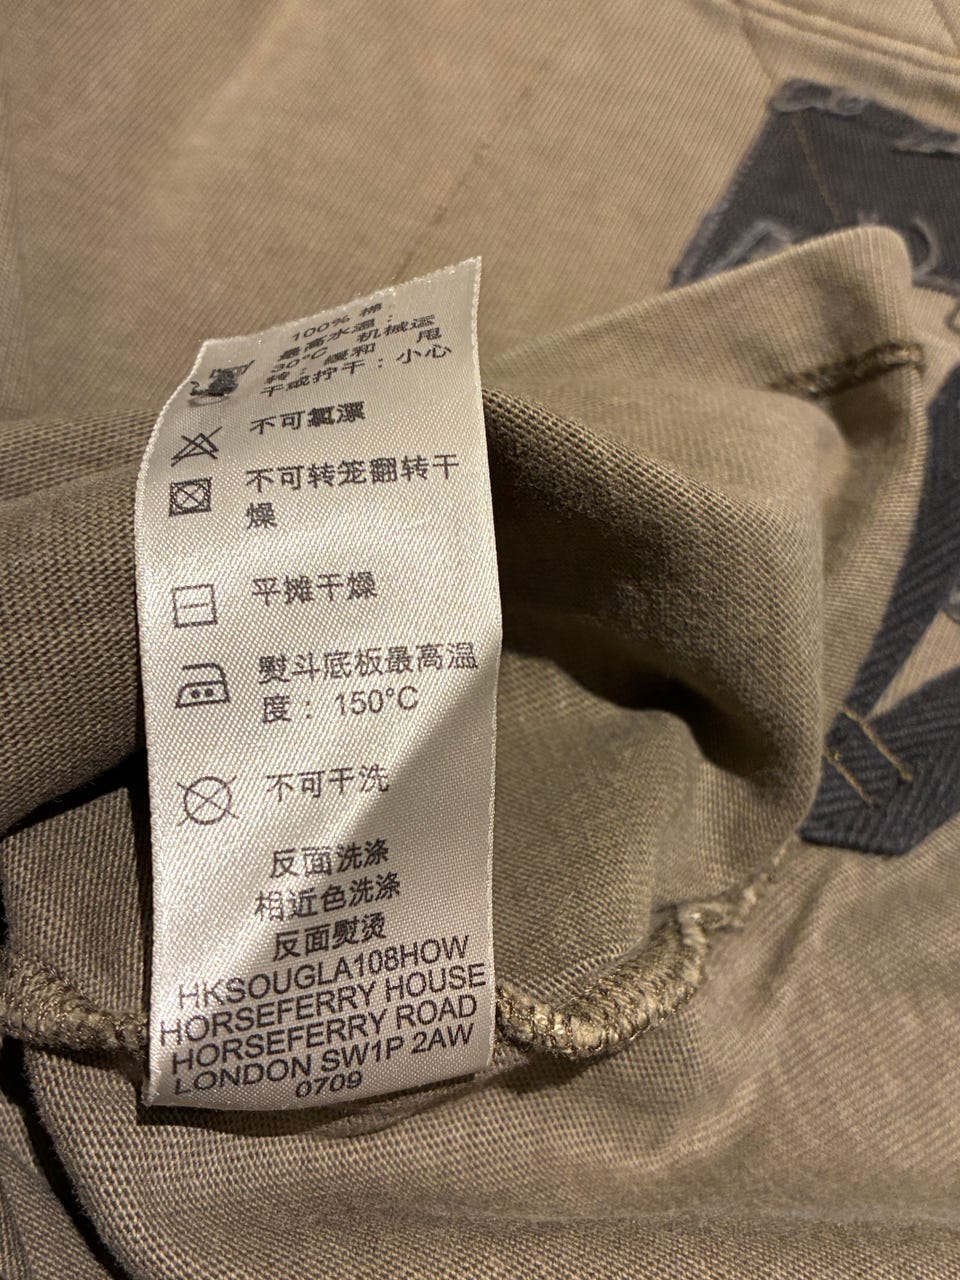 100% 棉
最高水温：
30°C 机械运
转：缓和 甩
干或拧干：小心
不可氯漂
不可转笼翻转干
燥
平摊干燥
熨斗底板最高温
度： 150°C
不可干洗
反面洗涤
相近色洗涤
反面熨烫
HKSOUGLA108HOW
HORSEFERRY HOUSE
HORSEFERRY ROAD
LONDON SW1P 2AW
0709